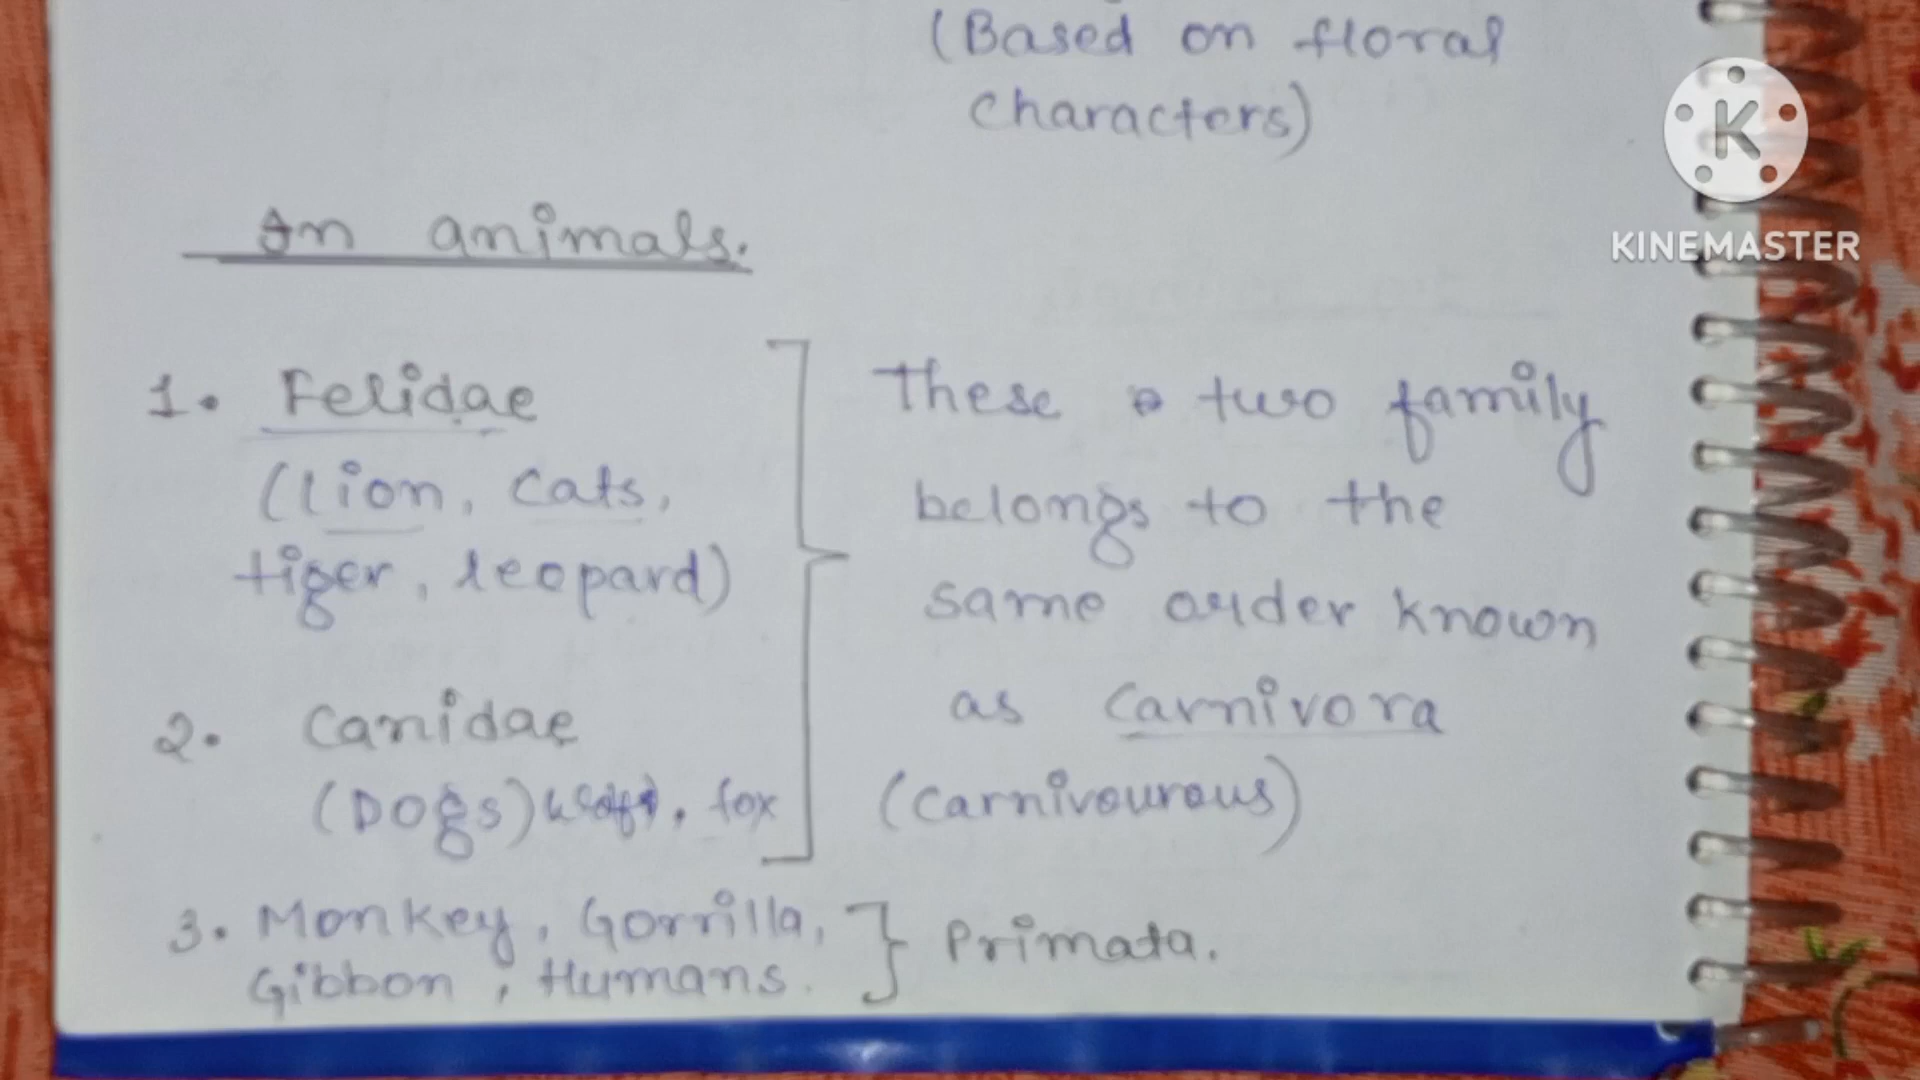 (Based on floral
characters)
K
KINEMASTER
In animals.
1. Felidae
(Lion, Cats,
tiger, leopard)
These two family
belongs to the
same order known
as Carnivora
(Carnivourous)
2. Canidae
(Dogs) , fox
3. Monkey, Gorrilla,
Gibbon, Humans.
Primata.